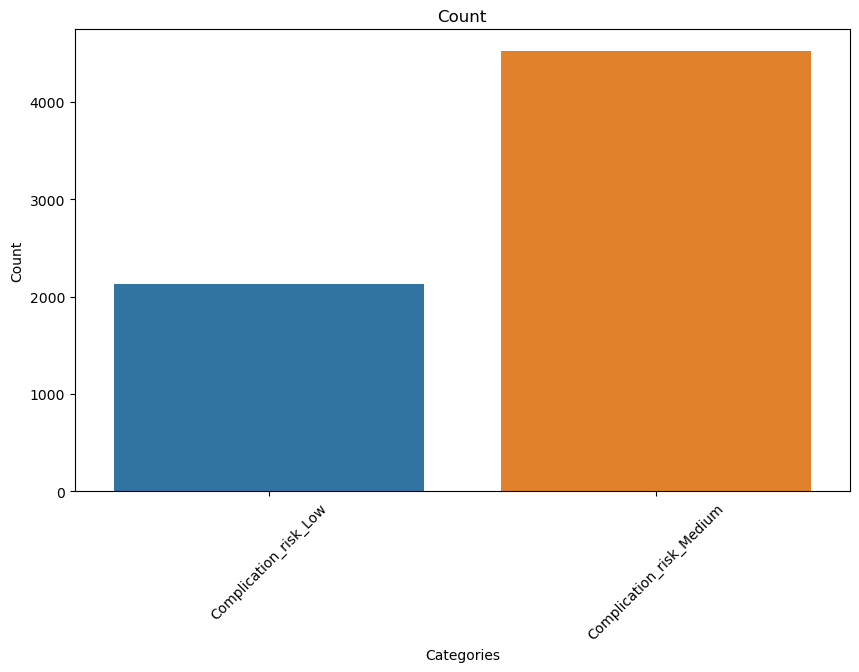 Count
4000
3000
2000
1000
0
Count
Complication_risk_Low
Complication_risk_Medium
Categories